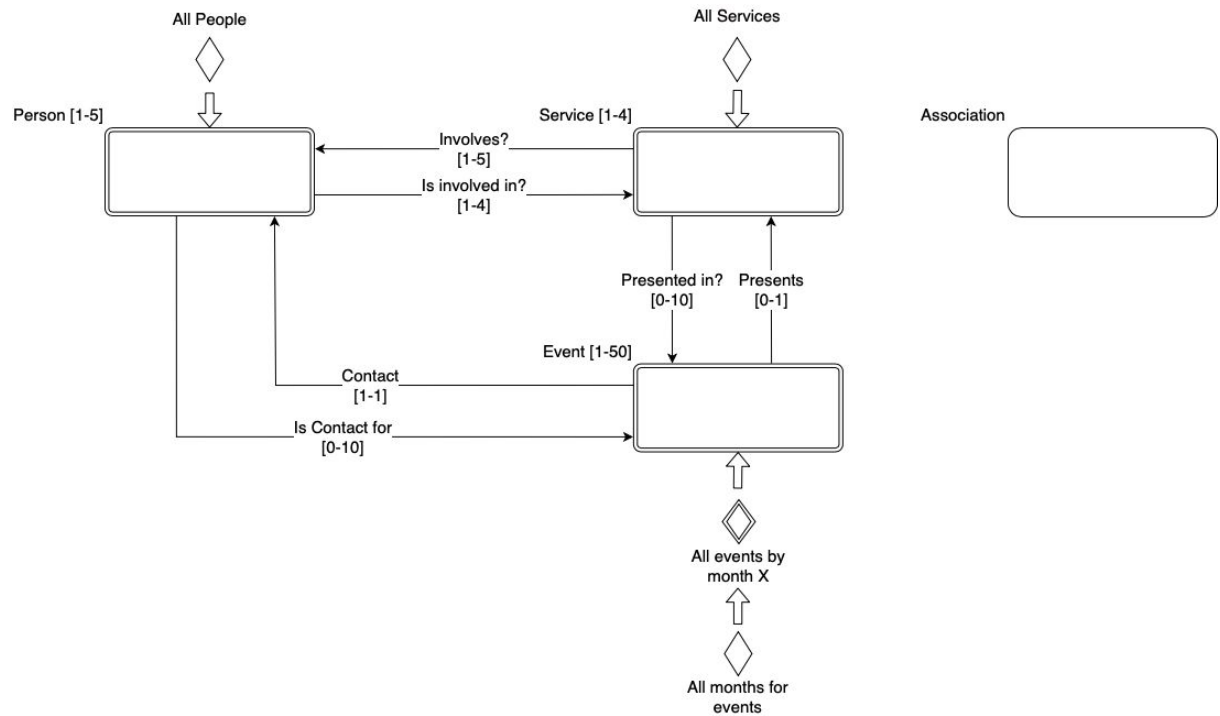 All People
All Services
Person [1-5]
Service [1-4]
Association
Involves?
[1-5]
Is involved in?
[1-4]
Presented in?
[0-10]
Presents
[0-1]
Event [1-50]
Contact
[1-1]
Is Contact for
[0-10]
All events by
month X
All months for
events